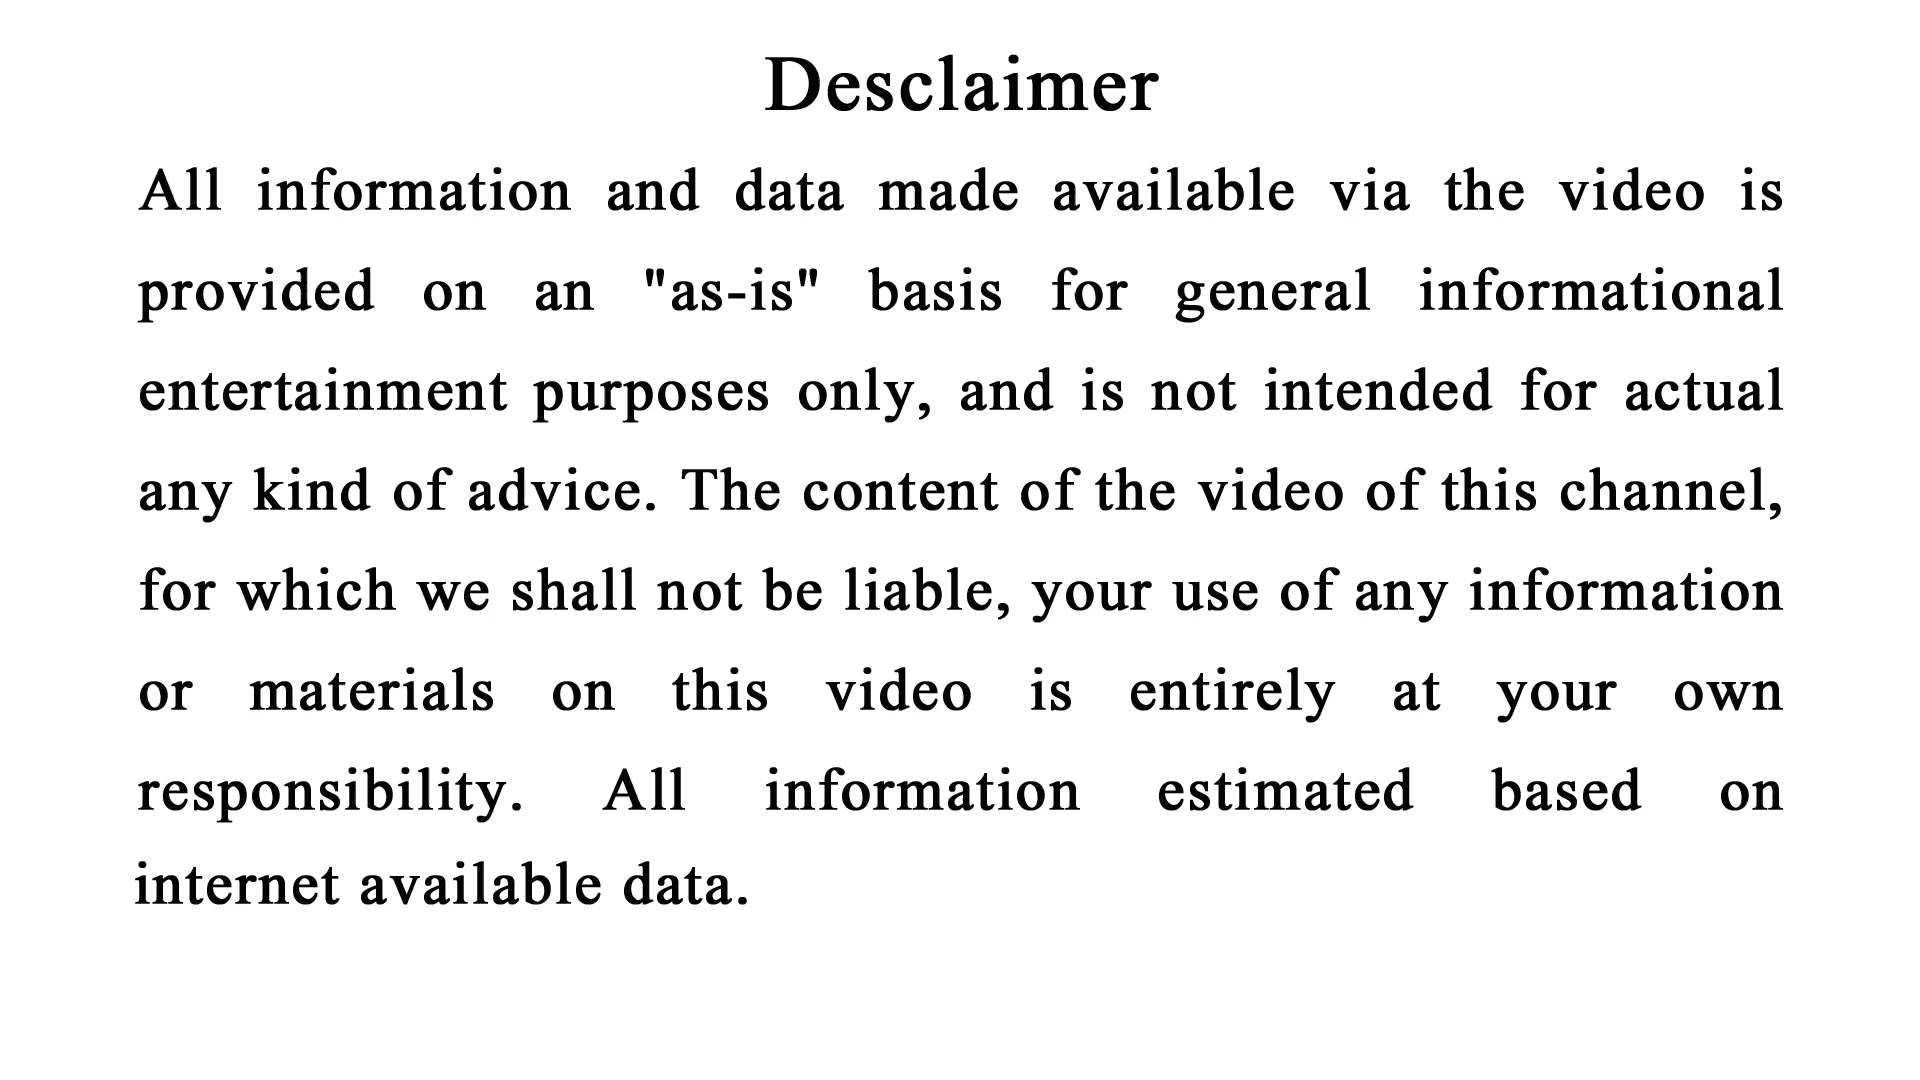 Desclaimer
All information and data made available via the video is
provided on an "as-is" basis for general informational
entertainment purposes only, and is not intended for actual
any kind of advice. The content of the video of this channel,
for which we shall not be liable, your use of any information
or materials on this video is entirely at your own
responsibility. All information estimated based on
internet available data.